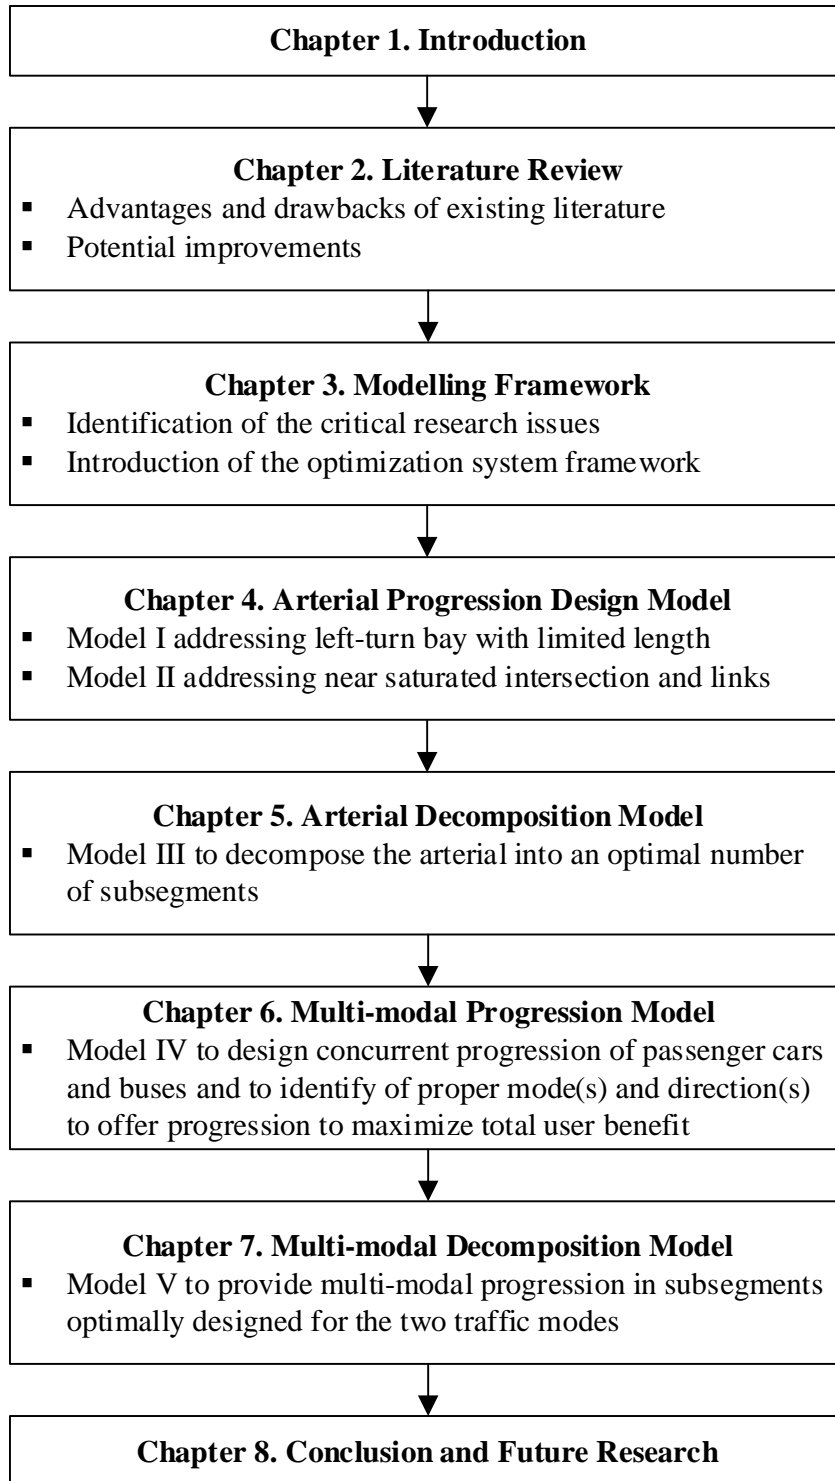 Chapter 1. Introduction
Chapter 2. Literature Review
▪ Advantages and drawbacks of existing literature
▪ Potential improvements
Chapter 3. Modelling Framework
▪ Identification of the critical research issues
▪ Introduction of the optimization system framework
Chapter 4. Arterial Progression Design Model
▪ Model I addressing left-turn bay with limited length
▪ Model II addressing near saturated intersection and links
Chapter 5. Arterial Decomposition Model
▪ Model III to decompose the arterial into an optimal number
of subsegments
Chapter 6. Multi-modal Progression Model
▪ Model IV to design concurrent progression of passenger cars
and buses and to identify of proper mode(s) and direction(s)
to offer progression to maximize total user benefit
Chapter 7. Multi-modal Decomposition Model
▪ Model V to provide multi-modal progression in subsegments
optimally designed for the two traffic modes
Chapter 8. Conclusion and Future Research